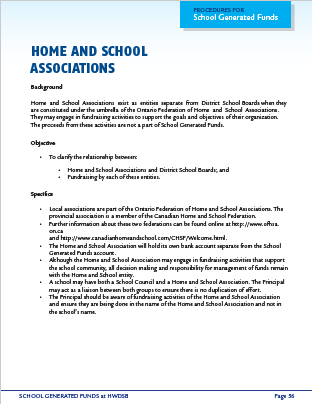 PROCEDURES FOR
School Generated Funds
HOME AND SCHOOL
ASSOCIATIONS
Background
Home and School Associations exist as entities separate from District School Boards when they
are constituted under the umbrella of the Ontario Federation of Home and School Associations.
They may engage in fundraising activities to support the goals and objectives of their organization.
The proceeds from these activities are not a part of School Generated Funds.
Objective
• To clarify the relationship between:
• Home and School Associations and District School Boards; and
• Fundraising by each of these entities.
Specifics
• Local associations are part of the Ontario Federation of Home and School Associations. The
provincial association is a member of the Canadian Home and School Federation.
• Further information about these two federations can be found online at http://www.ofhsa.
on.ca
and http://www.canadianhomeandschool.com/CHSF/Welcome.html.
• The Home and School Association will hold its own bank account separate from the School
Generated Funds account.
• Although the Home and School Association may engage in fundraising activities that support
the school community, all decision making and responsibility for management of funds remain
with the Home and School entity.
• A school may have both a School Council and a Home and School Association. The Principal
may act as a liaison between both groups to ensure there is no duplication of effort.
• The Principal should be aware of fundraising activities of the Home and School Association
and ensure they are being done in the name of the Home and School Association and not in
the school's name.
SCHOOL GENERATED FUNDS at HWDSB Page 56